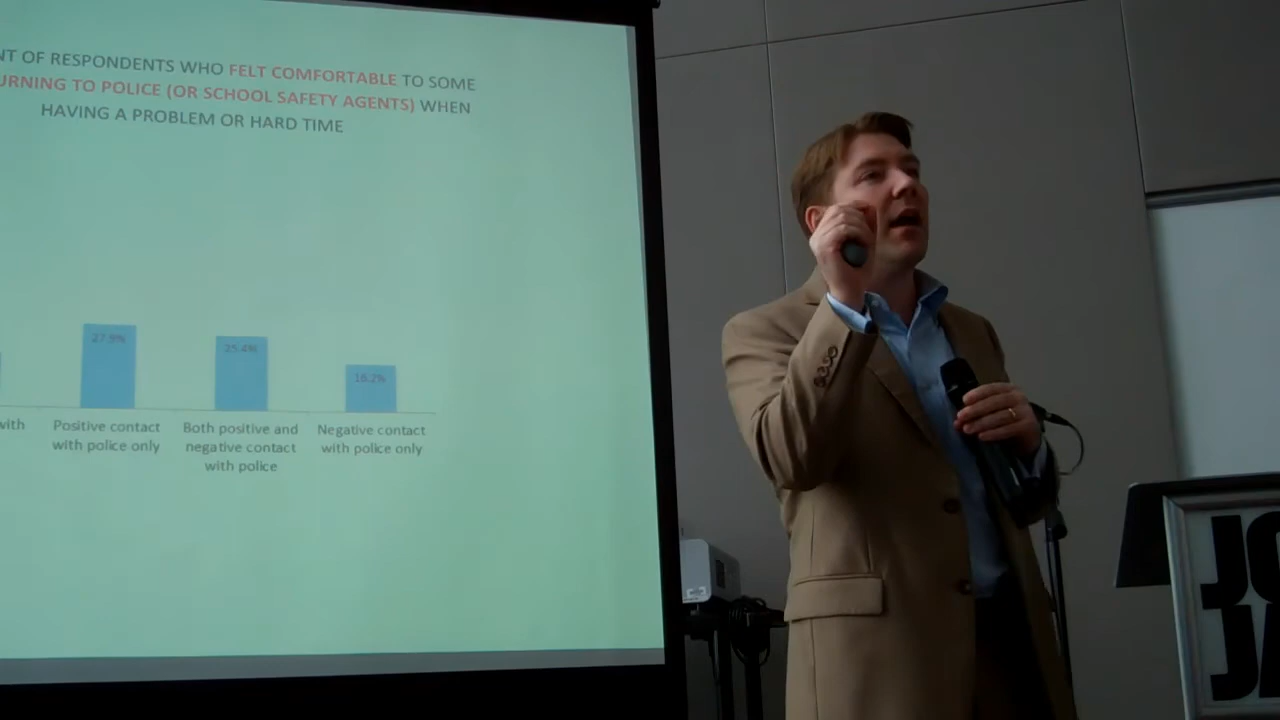 NT OF RESPONDENTS WHO FELT COMFORTABLE TO SOME
URNING TO POLICE (OR SCHOOL SAFETY AGENTS) WHEN
HAVING A PROBLEM OR HARD TIME
27.9%
25.4%
16.2%
with
Positive contact
with police only
Both positive and
negative contact
with police
Negative contact
with police only
JO
JA